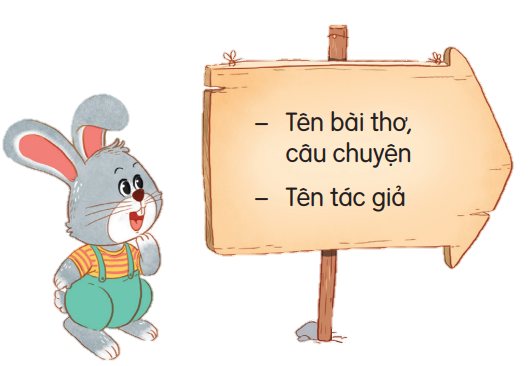 – Tên bài thơ,
câu chuyện
– Tên tác giả